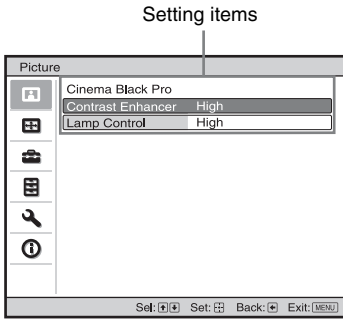 Setting items
Picture
Cinema Black Pro
Contrast Enhancer High
Lamp Control High
Sel: Set: Back: Exit: MENU